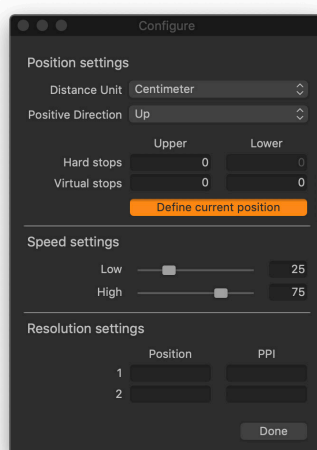 Configure
Position settings
Distance Unit Centimeter
Positive Direction Up
Upper Lower
Hard stops 0 0
Virtual stops 0 0
Define current position
Speed settings
Low 25
High 75
Resolution settings
Position PPI
1
2
Done